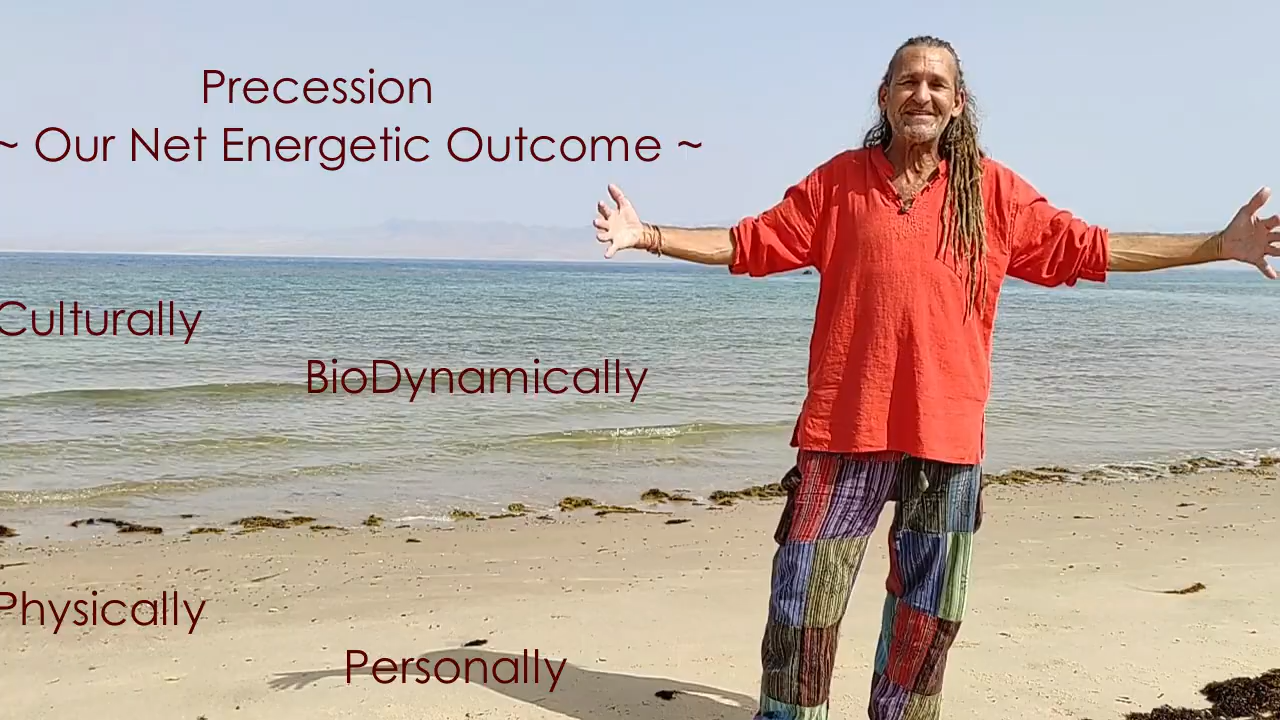 Precession
~ Our Net Energetic Outcome ~
Culturally
BioDynamically
Physically
Personally